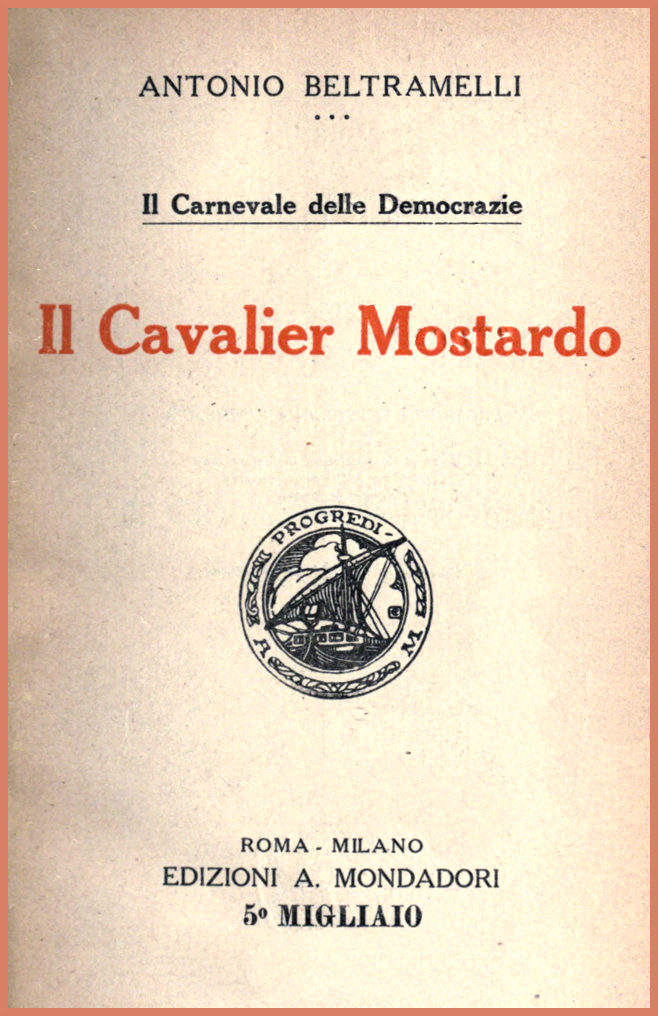 ANTONIO BELTRAMELLI
...
Il Carnevale delle Democrazie
Il Cavalier Mostardo
PROGREDI-
A M
ROMA - MILANO
EDIZIONI A. MONDADORI
5º MIGLIAIO